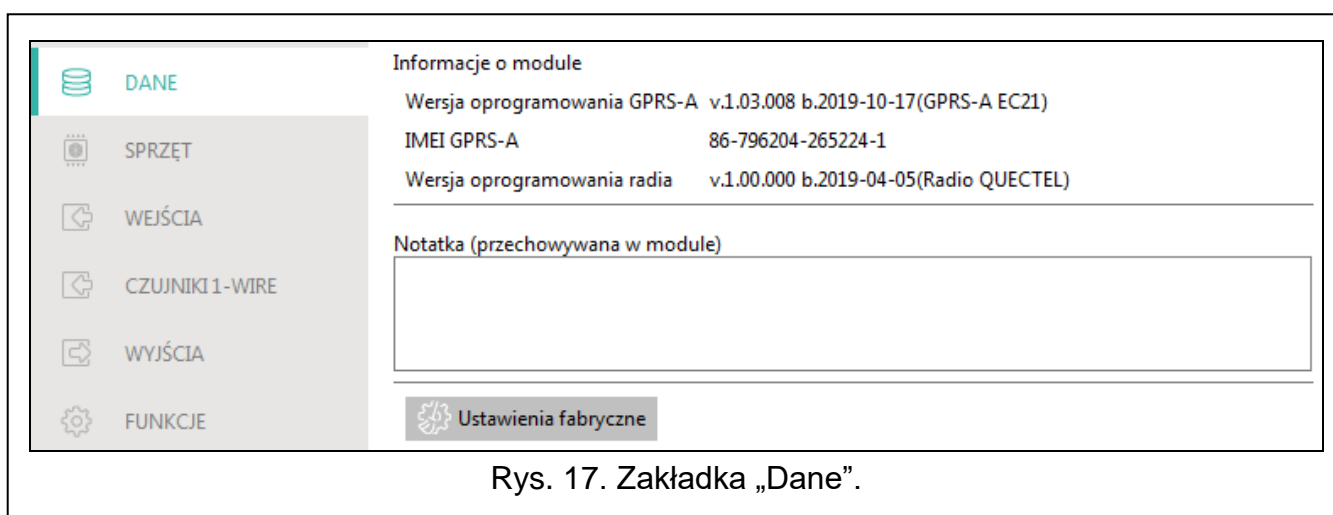 DANE
SPRZĘT
WEJŚCIA
CZUJNIKI 1-WIRE
WYJŚCIA
FUNKCJE
Informacje o module
Wersja oprogramowania GPRS-A v.1.03.008 b.2019-10-17(GPRS-A EC21)
IMEI GPRS-A 86-796204-265224-1
Wersja oprogramowania radia v.1.00.000 b.2019-04-05(Radio QUECTEL)
Notatka (przechowywana w module)
Ustawienia fabryczne
Rys. 17. Zakładka „Dane”.